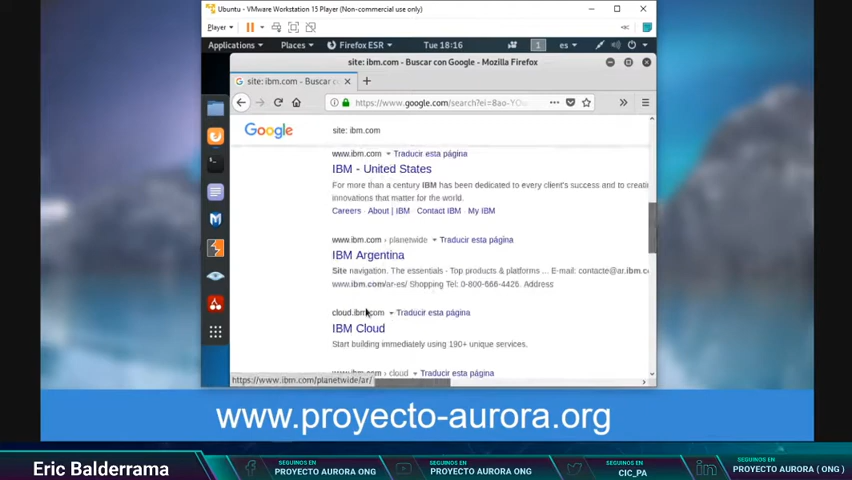 Ubuntu - VMware Workstation 15 Player (Non-commercial use only)
Player
Applications Places Firefox ESR Tue 18:16 1 es
site: ibm.com - Buscar con Google - Mozilla Firefox
site: ibm.com - Buscar c
https://www.google.com/search?ei=8ao-
Google site: ibm.com
www.ibm.com Traducir esta página
IBM - United States
For more than a century IBM has been dedicated to every client's success and to creati
innovations that matter for the world.
Careers · About | IBM · Contact IBM · My IBM
www.ibm.com › planetwide Traducir esta página
IBM Argentina
Site navigation. The essentials · Top products & platforms ... E-mail: contacte@ar.ibm.c
www.ibm.com/ar-es/ Shopping Tel: 0-800-666-4426. Address
cloud.ibm.com Traducir esta página
IBM Cloud
Start building immediately using 190+ unique services.
www.ibm.com › cloud Traducir esta página
https://www.ibm.com/planetwide/ar/
www.proyecto-aurora.org
Eric Balderrama
SEGUINOS EN
PROYECTO AURORA ONG
SEGUINOS EN
PROYECTO AURORA ONG
SEGUINOS EN
CIC_PA
SEGUINOS EN
PROYECTO AURORA ( ONG )